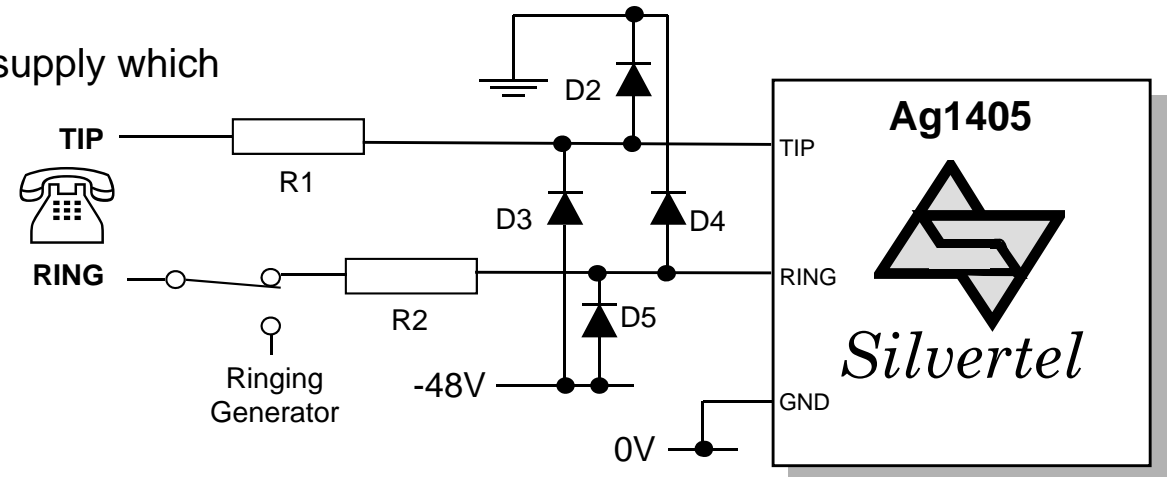 supply which
D2
Ag1405
TIP
TIP
R1
D3
D4
RING
RING
R2
D5
Silvertel
Ringing
Generator
-48V
GND
0V